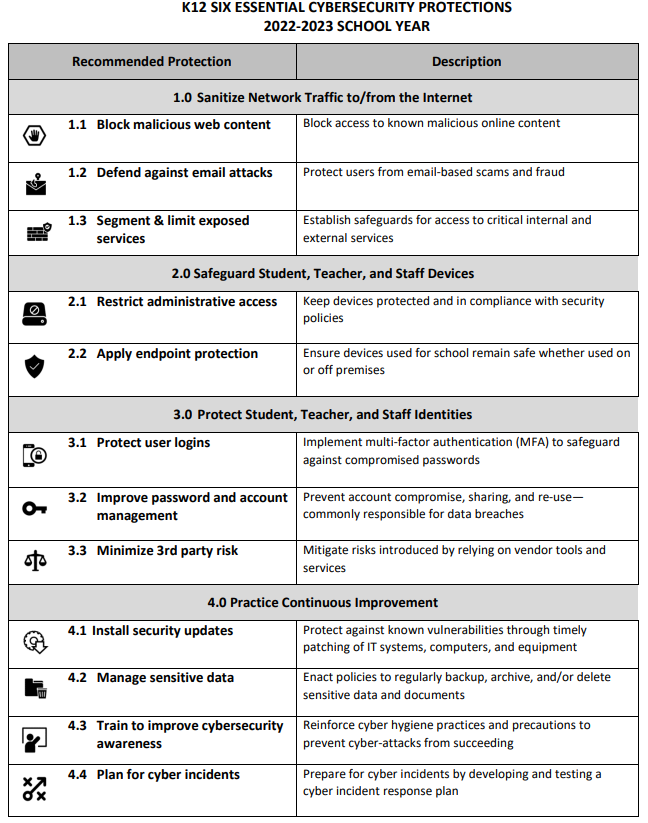 K12 SIX ESSENTIAL CYBERSECURITY PROTECTIONS
2022-2023 SCHOOL YEAR
Recommended Protection
Description
1.0 Sanitize Network Traffic to/from the Internet
1.1 Block malicious web content
Block access to known malicious online content
1.2 Defend against email attacks
Protect users from email-based scams and fraud
1.3 Segment & limit exposed
services
Establish safeguards for access to critical internal and
external services
2.0 Safeguard Student, Teacher, and Staff Devices
2.1 Restrict administrative access
Keep devices protected and in compliance with security
policies
2.2 Apply endpoint protection
Ensure devices used for school remain safe whether used on
or off premises
3.0 Protect Student, Teacher, and Staff Identities
3.1 Protect user logins
Implement multi-factor authentication (MFA) to safeguard
against compromised passwords
3.2 Improve password and account
management
Prevent account compromise, sharing, and re-use—
commonly responsible for data breaches
3.3 Minimize 3rd party risk
Mitigate risks introduced by relying on vendor tools and
services
4.0 Practice Continuous Improvement
4.1 Install security updates
Protect against known vulnerabilities through timely
patching of IT systems, computers, and equipment
4.2 Manage sensitive data
Enact policies to regularly backup, archive, and/or delete
sensitive data and documents
4.3 Train to improve cybersecurity
awareness
Reinforce cyber hygiene practices and precautions to
prevent cyber-attacks from succeeding
4.4 Plan for cyber incidents
Prepare for cyber incidents by developing and testing a
cyber incident response plan